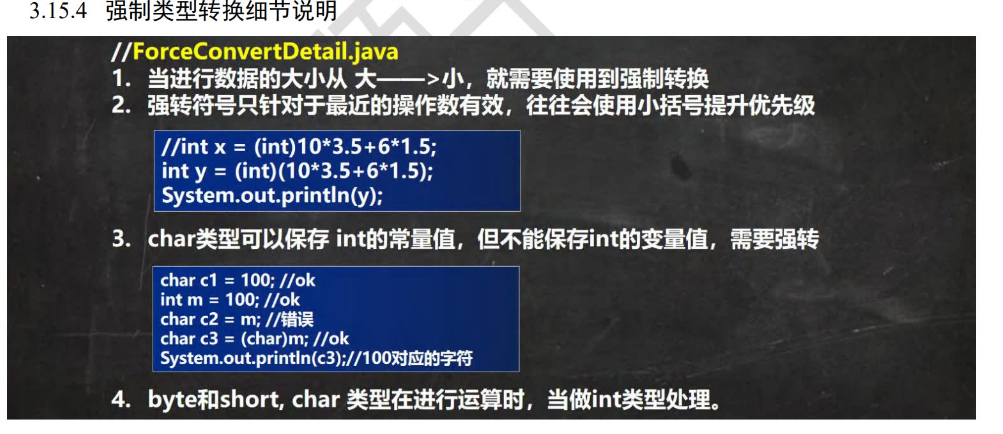 3.15.4 强制类型转换细节说明
//ForceConvertDetail.java
1. 当进行数据的大小从 大——>小，就需要使用到强制转换
2. 强转符号只针对于最近的操作数有效，往往会使用小括号提升优先级
//int x = (int)10*3.5+6*1.5;
int y = (int)(10*3.5+6*1.5);
System.out.println(y);
3. char类型可以保存 int的常量值，但不能保存int的变量值，需要强转
char c1 = 100; //ok
int m = 100; //ok
char c2 = m; //错误
char c3 = (char)m; //ok
System.out.println(c3);//100对应的字符
4. byte和short, char 类型在进行运算时，当做int类型处理。